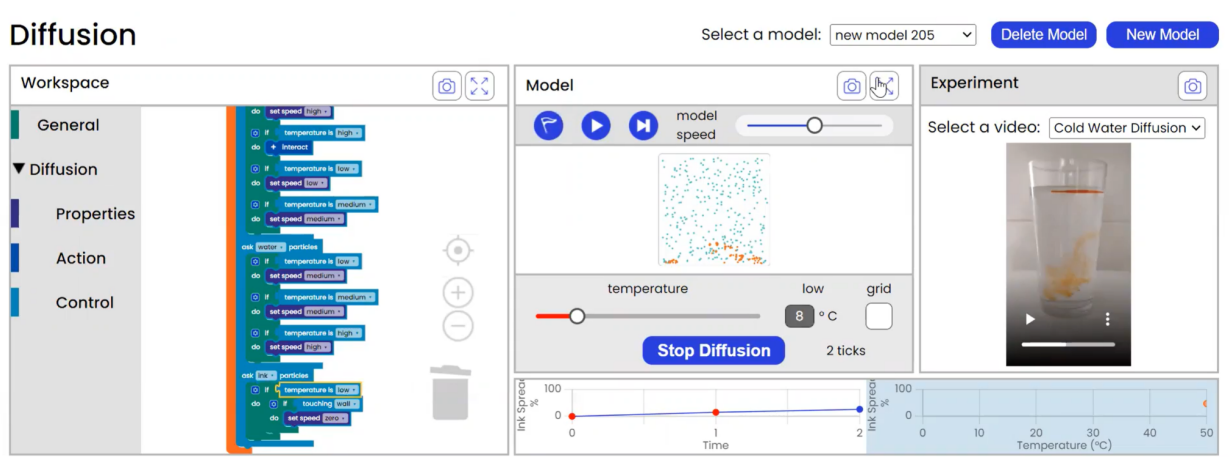 Diffusion
Select a model: new model 205 Delete Model New Model
Workspace
General
Diffusion
Properties
Action
Control
do set speed high
if temperature is high
do + interact
if temperature is low
do set speed low
if temperature is medium
do set speed medium
ask water particles
if temperature is low
do set speed medium
if temperature is medium
do set speed medium
if temperature is high
do set speed high
ask ink particles
if temperature is low
do if touching wall
do set speed zero
Model
model speed
temperature low grid
8 °C
Stop Diffusion 2 ticks
Ink Spread %
100
0
0 1 2
Time
Ink Spread %
100
0
0 10 20 30 40 50
Temperature (°C)
Experiment
Select a video: Cold Water Diffusion